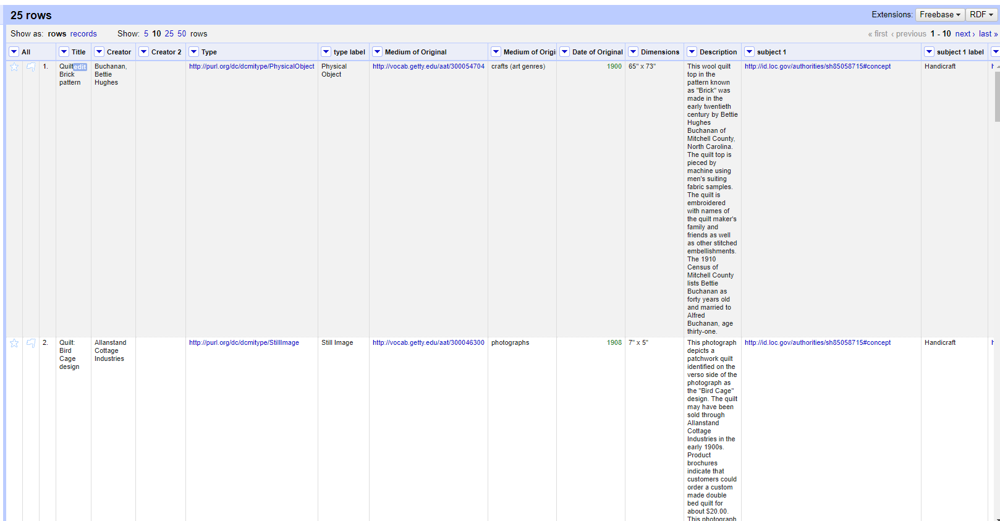 25 rows
Extensions: Freebase RDF
Show as: rows records Show: 5 10 25 50 rows
« first ‹ previous 1 - 10 next › last »
All Title Creator Creator 2 Type type label Medium of Original Medium of Origi Date of Original Dimensions Description subject 1 subject 1 label
1. Quilt edit Buchanan, http://purl.org/dc/dcmitype/PhysicalObject Physical http://vocab.getty.edu/aat/300054704 crafts (art genres) 1900 65" x 73" This wool quilt http://id.loc.gov/authorities/sh85058715#concept Handicraft
Brick Bettie Object top in the
pattern Hughes pattern known
as "Brick" was
made in the
early twentieth
century by Bettie
Hughes
Buchanan of
Mitchell County,
North Carolina.
The quilt top is
pieced by
machine using
men's suiting
fabric samples.
The quilt is
embroidered
with names of
the quilt maker's
family and
friends as well
as other stitched
embellishments.
The 1910
Census of
Mitchell County
lists Bettie
Buchanan as
forty years old
and married to
Alfred
Buchanan, age
thirty-one.
2. Quilt: Allanstand http://purl.org/dc/dcmitype/StillImage Still Image http://vocab.getty.edu/aat/300046300 photographs 1908 7" x 5" This photograph http://id.loc.gov/authorities/sh85058715#concept Handicraft
Bird Cottage depicts a
Cage Industries patchwork quilt
design identified on the
verso side of the
photograph as
the "Bird Cage"
design. The quilt
may have been
sold through
Allanstand
Cottage
Industries in the
early 1900s.
Product
brochures
indicate that
customers could
order a custom
made double
bed quilt for
about $20.00.
This photograph